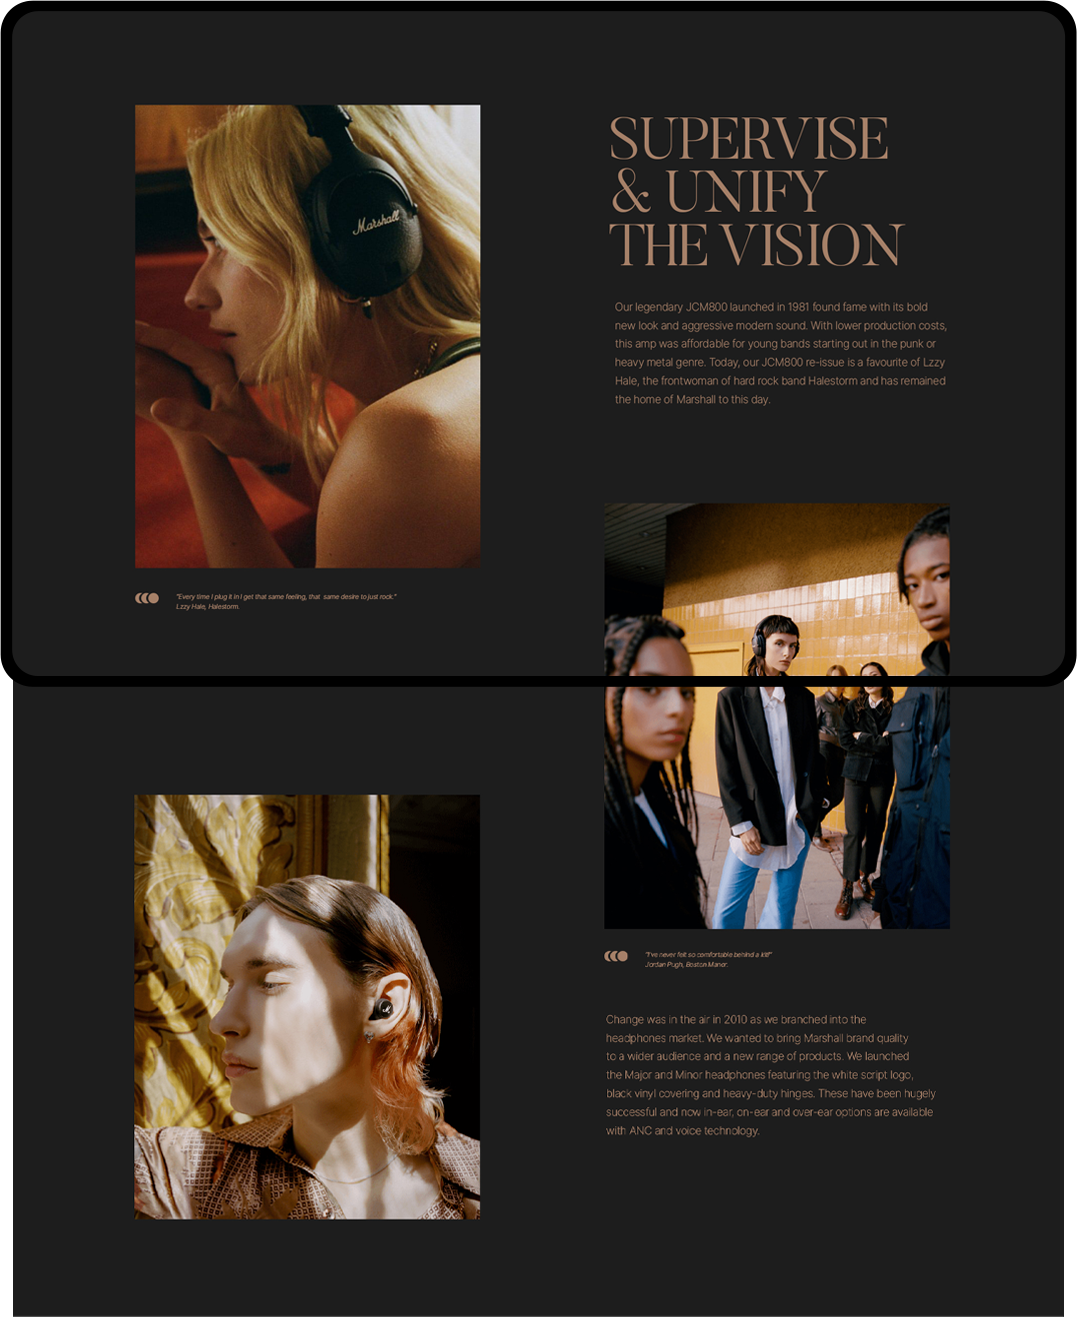 Marshall
SUPERVISE
& UNIFY
THE VISION
Our legendary JCM800 launched in 1981 found fame with its bold
new look and aggressive modern sound. With lower production costs,
this amp was affordable for young bands starting out in the punk or
heavy metal genre. Today, our JCM800 re-issue is a favourite of Lzzy
Hale, the frontwoman of hard rock band Halestorm and has remained
the home of Marshall to this day.
"Every time I plug it in I get that same feeling, that same desire to just rock."
Lzzy Hale, Halestorm.
"I've never felt so comfortable behind a kit!"
Jordan Pugh, Boston Manor.
Change was in the air in 2010 as we branched into the
headphones market. We wanted to bring Marshall brand quality
to a wider audience and a new range of products. We launched
the Major and Minor headphones featuring the white script logo,
black vinyl covering and heavy-duty hinges. These have been hugely
successful and now in-ear, on-ear and over-ear options are available
with ANC and voice technology.